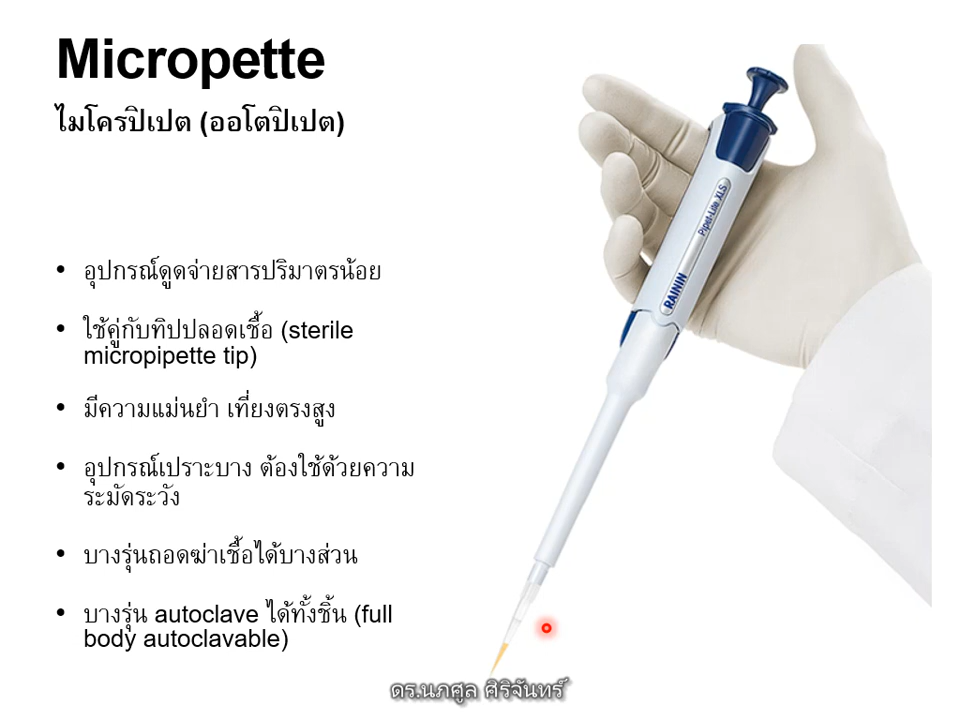 Micropette
ไมโครปิเปต (ออโตปิเปต)
• อุปกรณ์ดูดจ่ายสารปริมาตรน้อย
• ใช้คู่กับทิปปลอดเชื้อ (sterile
micropipette tip)
• มีความแม่นยำ เที่ยงตรงสูง
• อุปกรณ์เปราะบาง ต้องใช้ด้วยความ
ระมัดระวัง
• บางรุ่นถอดฆ่าเชื้อได้บางส่วน
• บางรุ่น autoclave ได้ทั้งชิ้น (full
body autoclavable)
RAININ Pipet-Lite XLS
ดร.นภศูล ศิริจันทร์